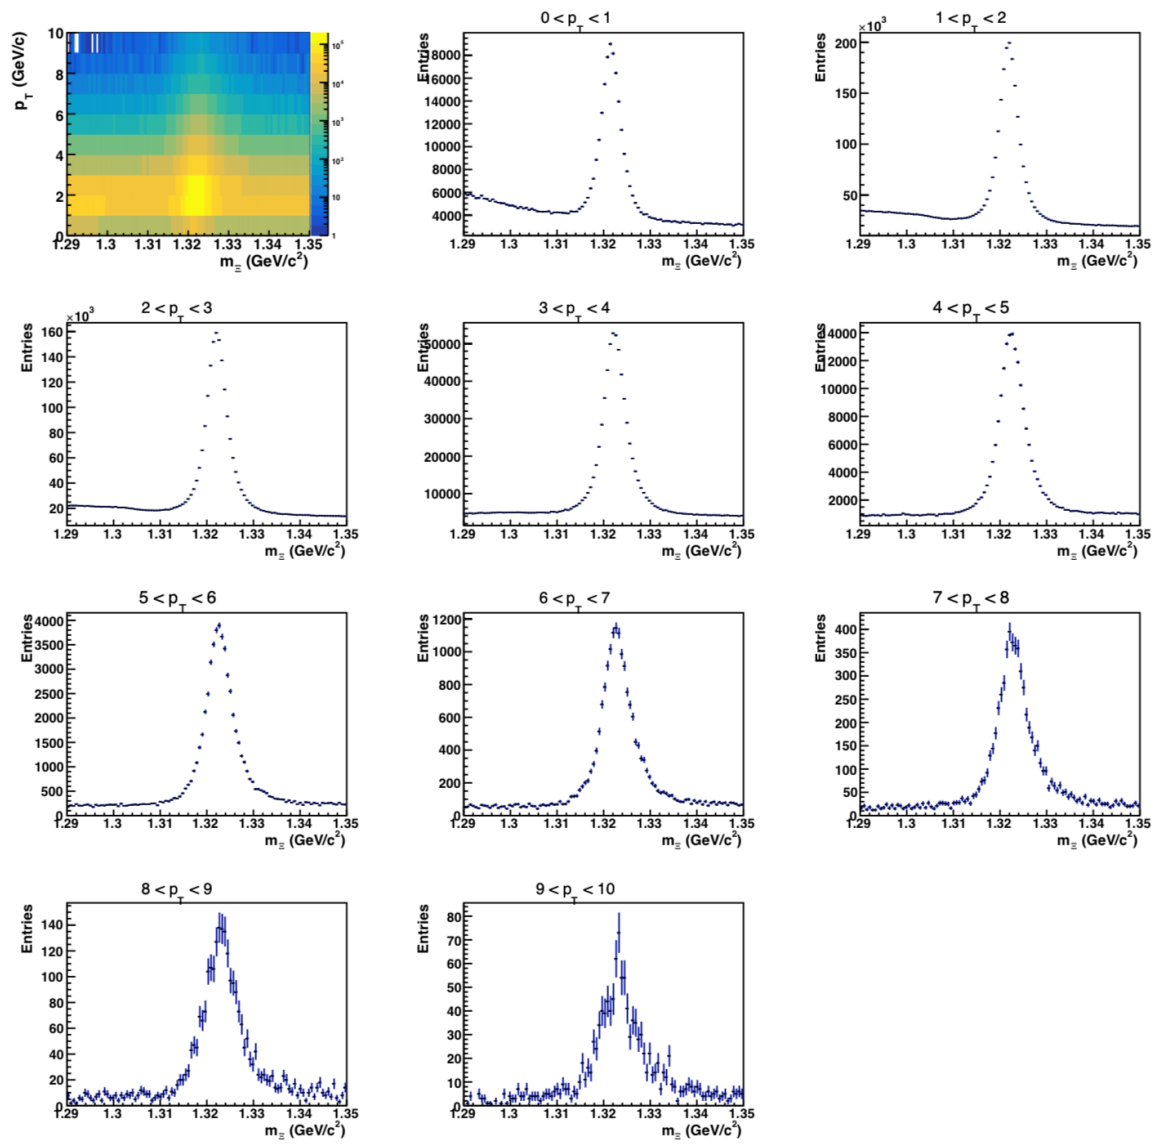 0 < p_T < 1
1 < p_T < 2
p_T (GeV/c)
10
8
6
4
2
0
1.29 1.3 1.31 1.32 1.33 1.34 1.35
m_Ξ (GeV/c²)
10⁵
10⁴
10³
10²
10
1
Entries
18000
16000
14000
12000
10000
8000
6000
4000
1.29 1.3 1.31 1.32 1.33 1.34 1.35
m_Ξ (GeV/c²)
×10³
Entries
200
150
100
50
1.29 1.3 1.31 1.32 1.33 1.34 1.35
m_Ξ (GeV/c²)
2 < p_T < 3
×10³
Entries
160
140
120
100
80
60
40
20
1.29 1.3 1.31 1.32 1.33 1.34 1.35
m_Ξ (GeV/c²)
3 < p_T < 4
Entries
50000
40000
30000
20000
10000
1.29 1.3 1.31 1.32 1.33 1.34 1.35
m_Ξ (GeV/c²)
4 < p_T < 5
Entries
14000
12000
10000
8000
6000
4000
2000
1.29 1.3 1.31 1.32 1.33 1.34 1.35
m_Ξ (GeV/c²)
5 < p_T < 6
Entries
4000
3500
3000
2500
2000
1500
1000
500
0
1.29 1.3 1.31 1.32 1.33 1.34 1.35
m_Ξ (GeV/c²)
6 < p_T < 7
Entries
1200
1000
800
600
400
200
0
1.29 1.3 1.31 1.32 1.33 1.34 1.35
m_Ξ (GeV/c²)
7 < p_T < 8
Entries
400
350
300
250
200
150
100
50
0
1.29 1.3 1.31 1.32 1.33 1.34 1.35
m_Ξ (GeV/c²)
8 < p_T < 9
Entries
140
120
100
80
60
40
20
0
1.29 1.3 1.31 1.32 1.33 1.34 1.35
m_Ξ (GeV/c²)
9 < p_T < 10
Entries
80
70
60
50
40
30
20
10
0
1.29 1.3 1.31 1.32 1.33 1.34 1.35
m_Ξ (GeV/c²)